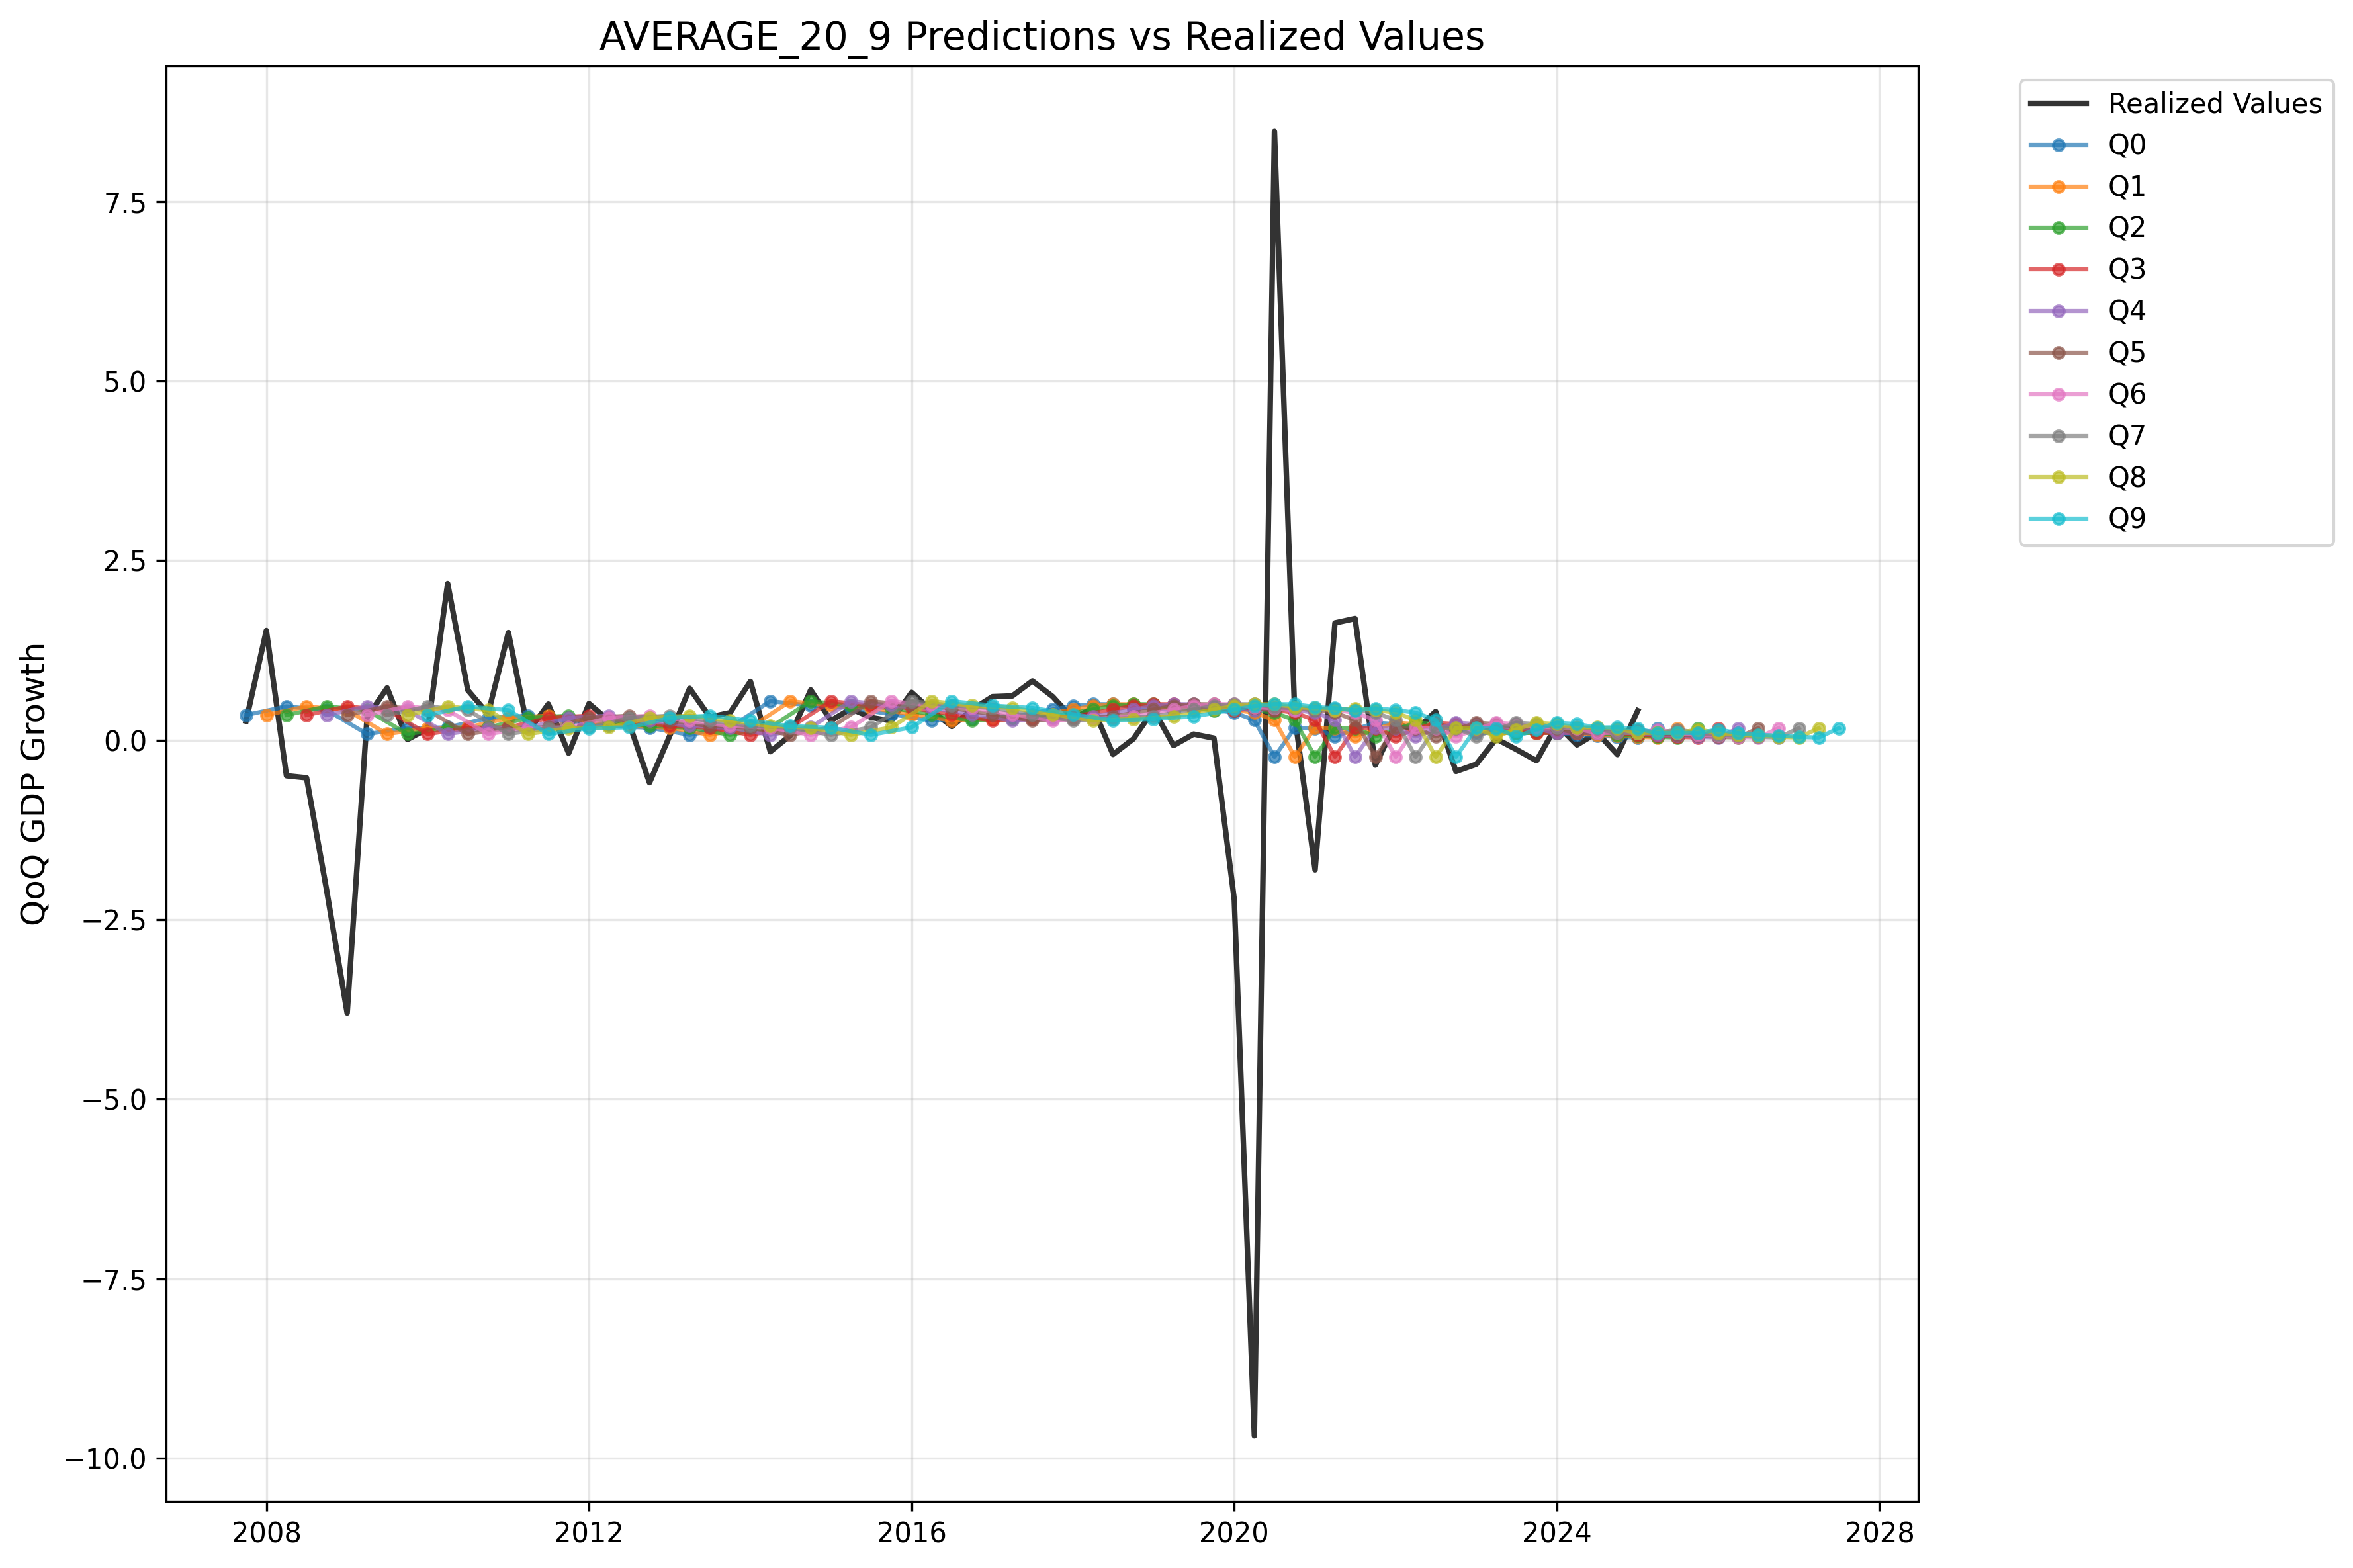 AVERAGE_20_9 Predictions vs Realized Values
QoQ GDP Growth
7.5
5.0
2.5
0.0
−2.5
−5.0
−7.5
−10.0
2008
2012
2016
2020
2024
2028
Realized Values
Q0
Q1
Q2
Q3
Q4
Q5
Q6
Q7
Q8
Q9